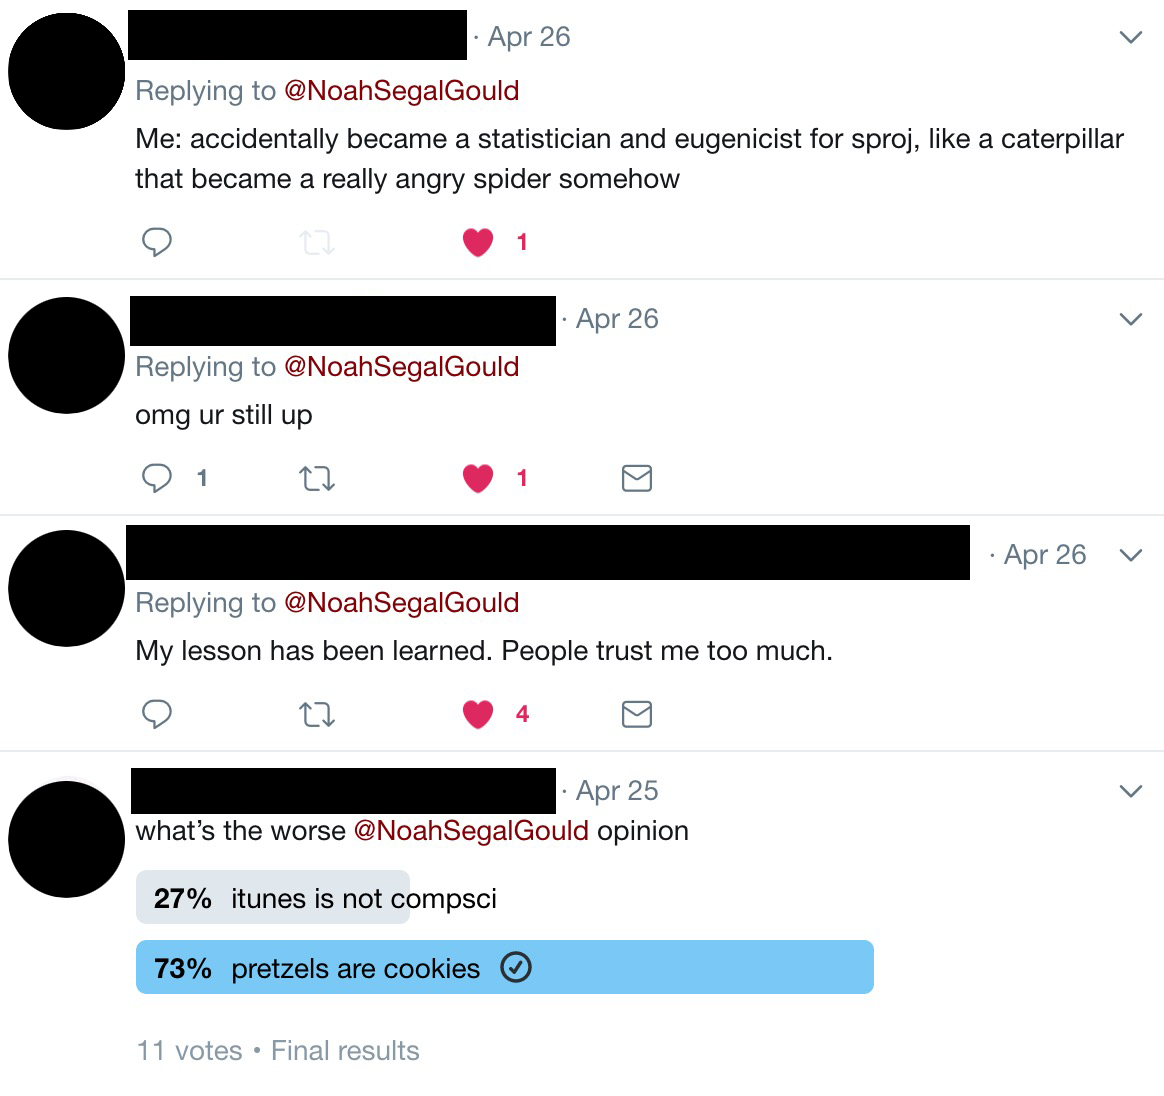 · Apr 26
Replying to @NoahSegalGould
Me: accidentally became a statistician and eugenicist for sproj, like a caterpillar
that became a really angry spider somehow
1
· Apr 26
Replying to @NoahSegalGould
omg ur still up
1 1
· Apr 26
Replying to @NoahSegalGould
My lesson has been learned. People trust me too much.
4
· Apr 25
what's the worse @NoahSegalGould opinion
27% itunes is not compsci
73% pretzels are cookies
11 votes • Final results